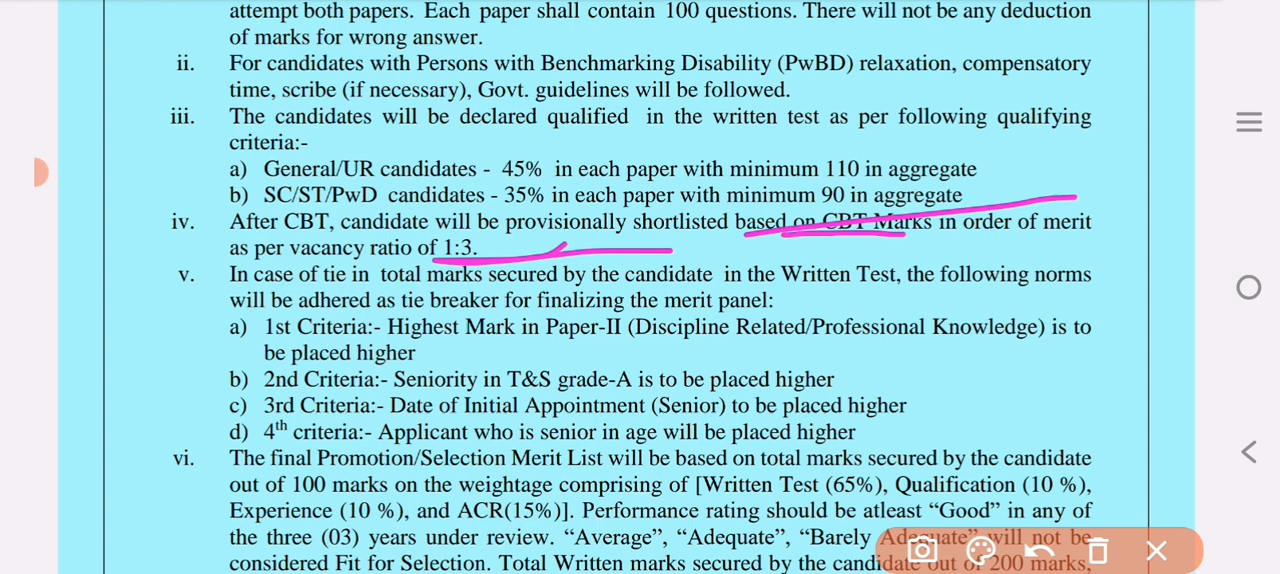 attempt both papers. Each paper shall contain 100 questions. There will not be any deduction
of marks for wrong answer.
ii. For candidates with Persons with Benchmarking Disability (PwBD) relaxation, compensatory
time, scribe (if necessary), Govt. guidelines will be followed.
iii. The candidates will be declared qualified in the written test as per following qualifying
criteria:-
a) General/UR candidates - 45% in each paper with minimum 110 in aggregate
b) SC/ST/PwD candidates - 35% in each paper with minimum 90 in aggregate
iv. After CBT, candidate will be provisionally shortlisted based on CBT Marks in order of merit
as per vacancy ratio of 1:3.
v. In case of tie in total marks secured by the candidate in the Written Test, the following norms
will be adhered as tie breaker for finalizing the merit panel:
a) 1st Criteria:- Highest Mark in Paper-II (Discipline Related/Professional Knowledge) is to
be placed higher
b) 2nd Criteria:- Seniority in T&S grade-A is to be placed higher
c) 3rd Criteria:- Date of Initial Appointment (Senior) to be placed higher
d) 4th criteria:- Applicant who is senior in age will be placed higher
vi. The final Promotion/Selection Merit List will be based on total marks secured by the candidate
out of 100 marks on the weightage comprising of [Written Test (65%), Qualification (10 %),
Experience (10 %), and ACR(15%)]. Performance rating should be atleast “Good” in any of
the three (03) years under review. “Average”, “Adequate”, “Barely Adequate” will not be
considered Fit for Selection. Total Written marks secured by the candidate out of 200 marks,